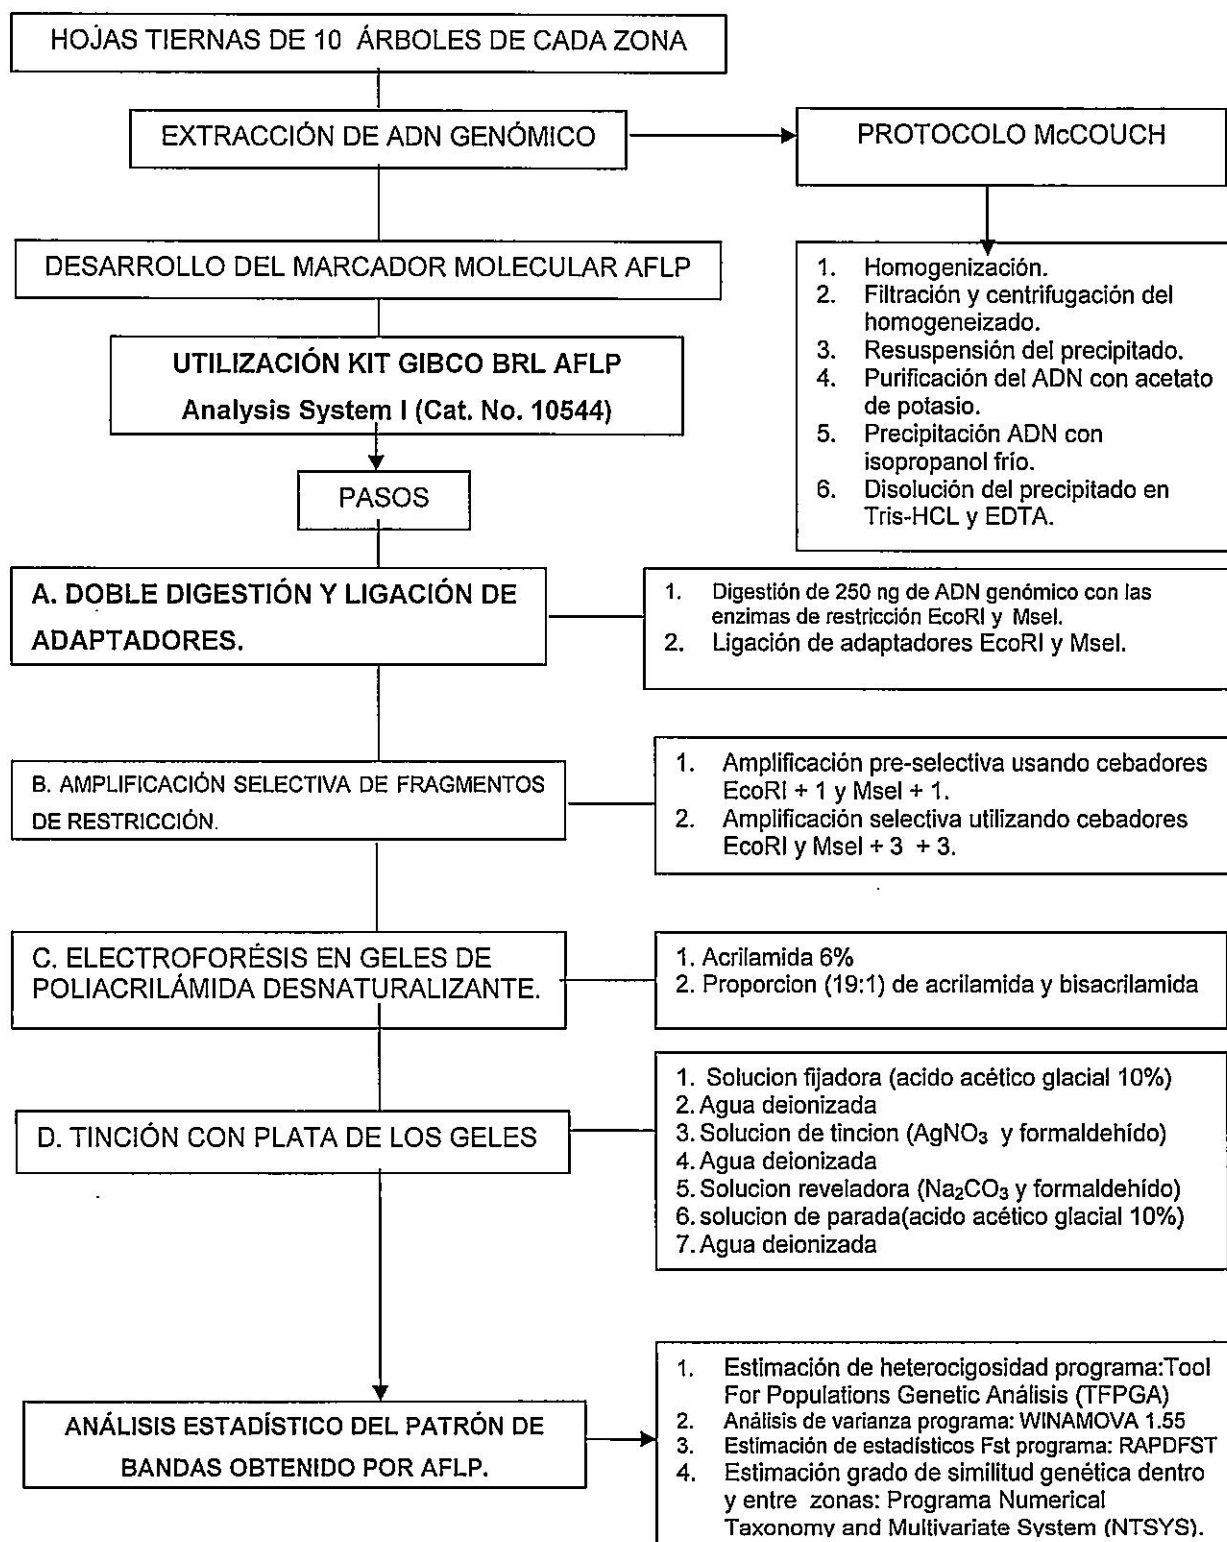 HOJAS TIERNAS DE 10 ÁRBOLES DE CADA ZONA
EXTRACCIÓN DE ADN GENÓMICO
PROTOCOLO McCOUCH
1. Homogenización.
2. Filtración y centrifugación del
homogeneizado.
3. Resuspensión del precipitado.
4. Purificación del ADN con acetato
de potasio.
5. Precipitación ADN con
isopropanol frío.
6. Disolución del precipitado en
Tris-HCL y EDTA.
DESARROLLO DEL MARCADOR MOLECULAR AFLP
UTILIZACIÓN KIT GIBCO BRL AFLP
Analysis System I (Cat. No. 10544)
PASOS
A. DOBLE DIGESTIÓN Y LIGACIÓN DE
ADAPTADORES.
1. Digestión de 250 ng de ADN genómico con las
enzimas de restricción EcoRI y MseI.
2. Ligación de adaptadores EcoRI y MseI.
B. AMPLIFICACIÓN SELECTIVA DE FRAGMENTOS
DE RESTRICCIÓN.
1. Amplificación pre-selectiva usando cebadores
EcoRI + 1 y MseI + 1.
2. Amplificación selectiva utilizando cebadores
EcoRI y MseI + 3 + 3.
C. ELECTROFORÉSIS EN GELES DE
POLIACRILÁMIDA DESNATURALIZANTE.
1. Acrilamida 6%
2. Proporcion (19:1) de acrilamida y bisacrilamida
D. TINCIÓN CON PLATA DE LOS GELES
1. Solucion fijadora (acido acético glacial 10%)
2. Agua deionizada
3. Solucion de tincion (AgNO₃ y formaldehído)
4. Agua deionizada
5. Solucion reveladora (Na₂CO₃ y formaldehído)
6. solucion de parada(acido acético glacial 10%)
7. Agua deionizada
ANÁLISIS ESTADÍSTICO DEL PATRÓN DE
BANDAS OBTENIDO POR AFLP.
1. Estimación de heterocigosidad programa:Tool
For Populations Genetic Análisis (TFPGA)
2. Análisis de varianza programa: WINAMOVA 1.55
3. Estimación de estadísticos Fst programa: RAPDFST
4. Estimación grado de similitud genética dentro
y entre zonas: Programa Numerical
Taxonomy and Multivariate System (NTSYS).